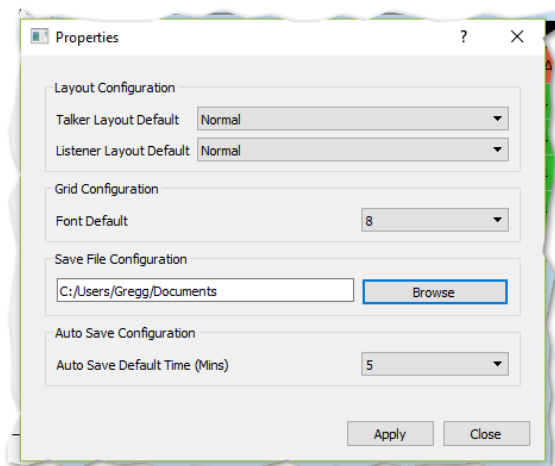 Properties
?
Layout Configuration
Talker Layout Default Normal
Listener Layout Default Normal
Grid Configuration
Font Default 8
Save File Configuration
C:/Users/Gregg/Documents Browse
Auto Save Configuration
Auto Save Default Time (Mins) 5
Apply Close